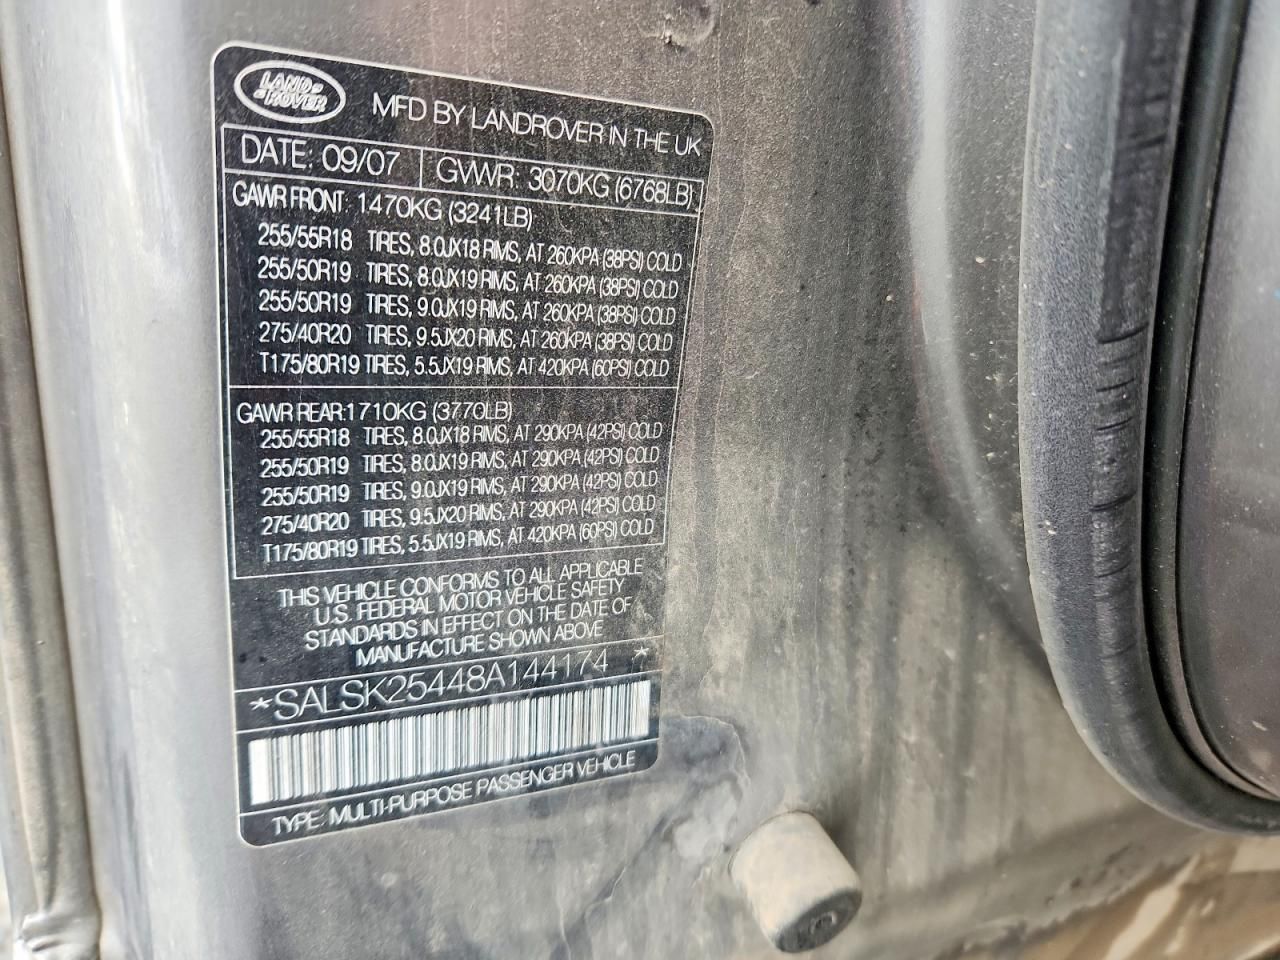 LAND-
-ROVER
MFD BY LANDROVER IN THE UK
DATE: 09/07 GVWR: 3070KG (6768LB)
GAWR FRONT 1470KG (3241LB)
255/55R18 TIRES, 8.0JX18 RIMS, AT 260KPA (38PSI) COLD
255/50R19 TIRES, 8.0JX19 RIMS, AT 260KPA (38PSI) COLD
255/50R19 TIRES, 9.0JX19 RIMS, AT 260KPA (38PSI) COLD
275/40R20 TIRES, 9.5JX20 RIMS, AT 260KPA (38PSI) COLD
T175/80R19 TIRES, 5.5JX19 RIMS, AT 420KPA (60PSI) COLD
GAWR REAR:1710KG (3770LB)
255/55R18 TIRES, 8.0JX18 RIMS, AT 290KPA (42PSI) COLD
255/50R19 TIRES, 8.0JX19 RIMS, AT 290KPA (42PSI) COLD
255/50R19 TIRES, 9.0JX19 RIMS, AT 290KPA (42PSI) COLD
275/40R20 TIRES, 9.5JX20 RIMS, AT 290KPA (42PSI) COLD
T175/80R19 TIRES, 5.5JX19 RIMS, AT 420KPA (60PSI) COLD
THIS VEHICLE CONFORMS TO ALL APPLICABLE
U.S. FEDERAL MOTOR VEHICLE SAFETY
STANDARDS IN EFFECT ON THE DATE OF
MANUFACTURE SHOWN ABOVE
*SALSK25448A144174 *
TYPE: MULTI-PURPOSE PASSENGER VEHICLE